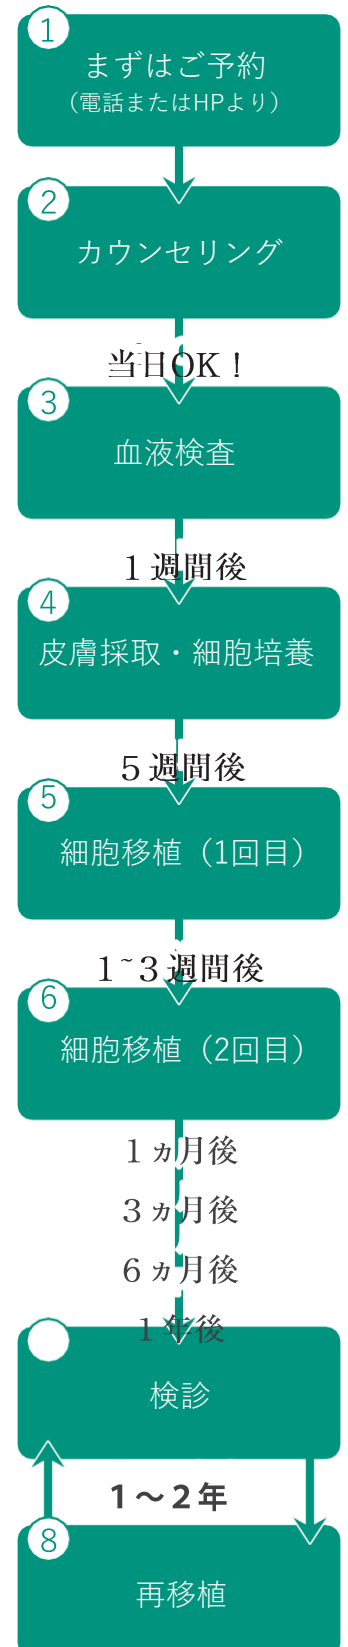 1
まずはご予約
（電話またはHPより）
2
カウンセリング
当日OK！
3
血液検査
1 週間後
4
皮膚採取・細胞培養
5 週間後
5
細胞移植（1回目）
1~3 週間後
6
細胞移植（2回目）
1 ヵ月後
3 ヵ月後
6 ヵ月後
1 年後
検診
1～2年
8
再移植